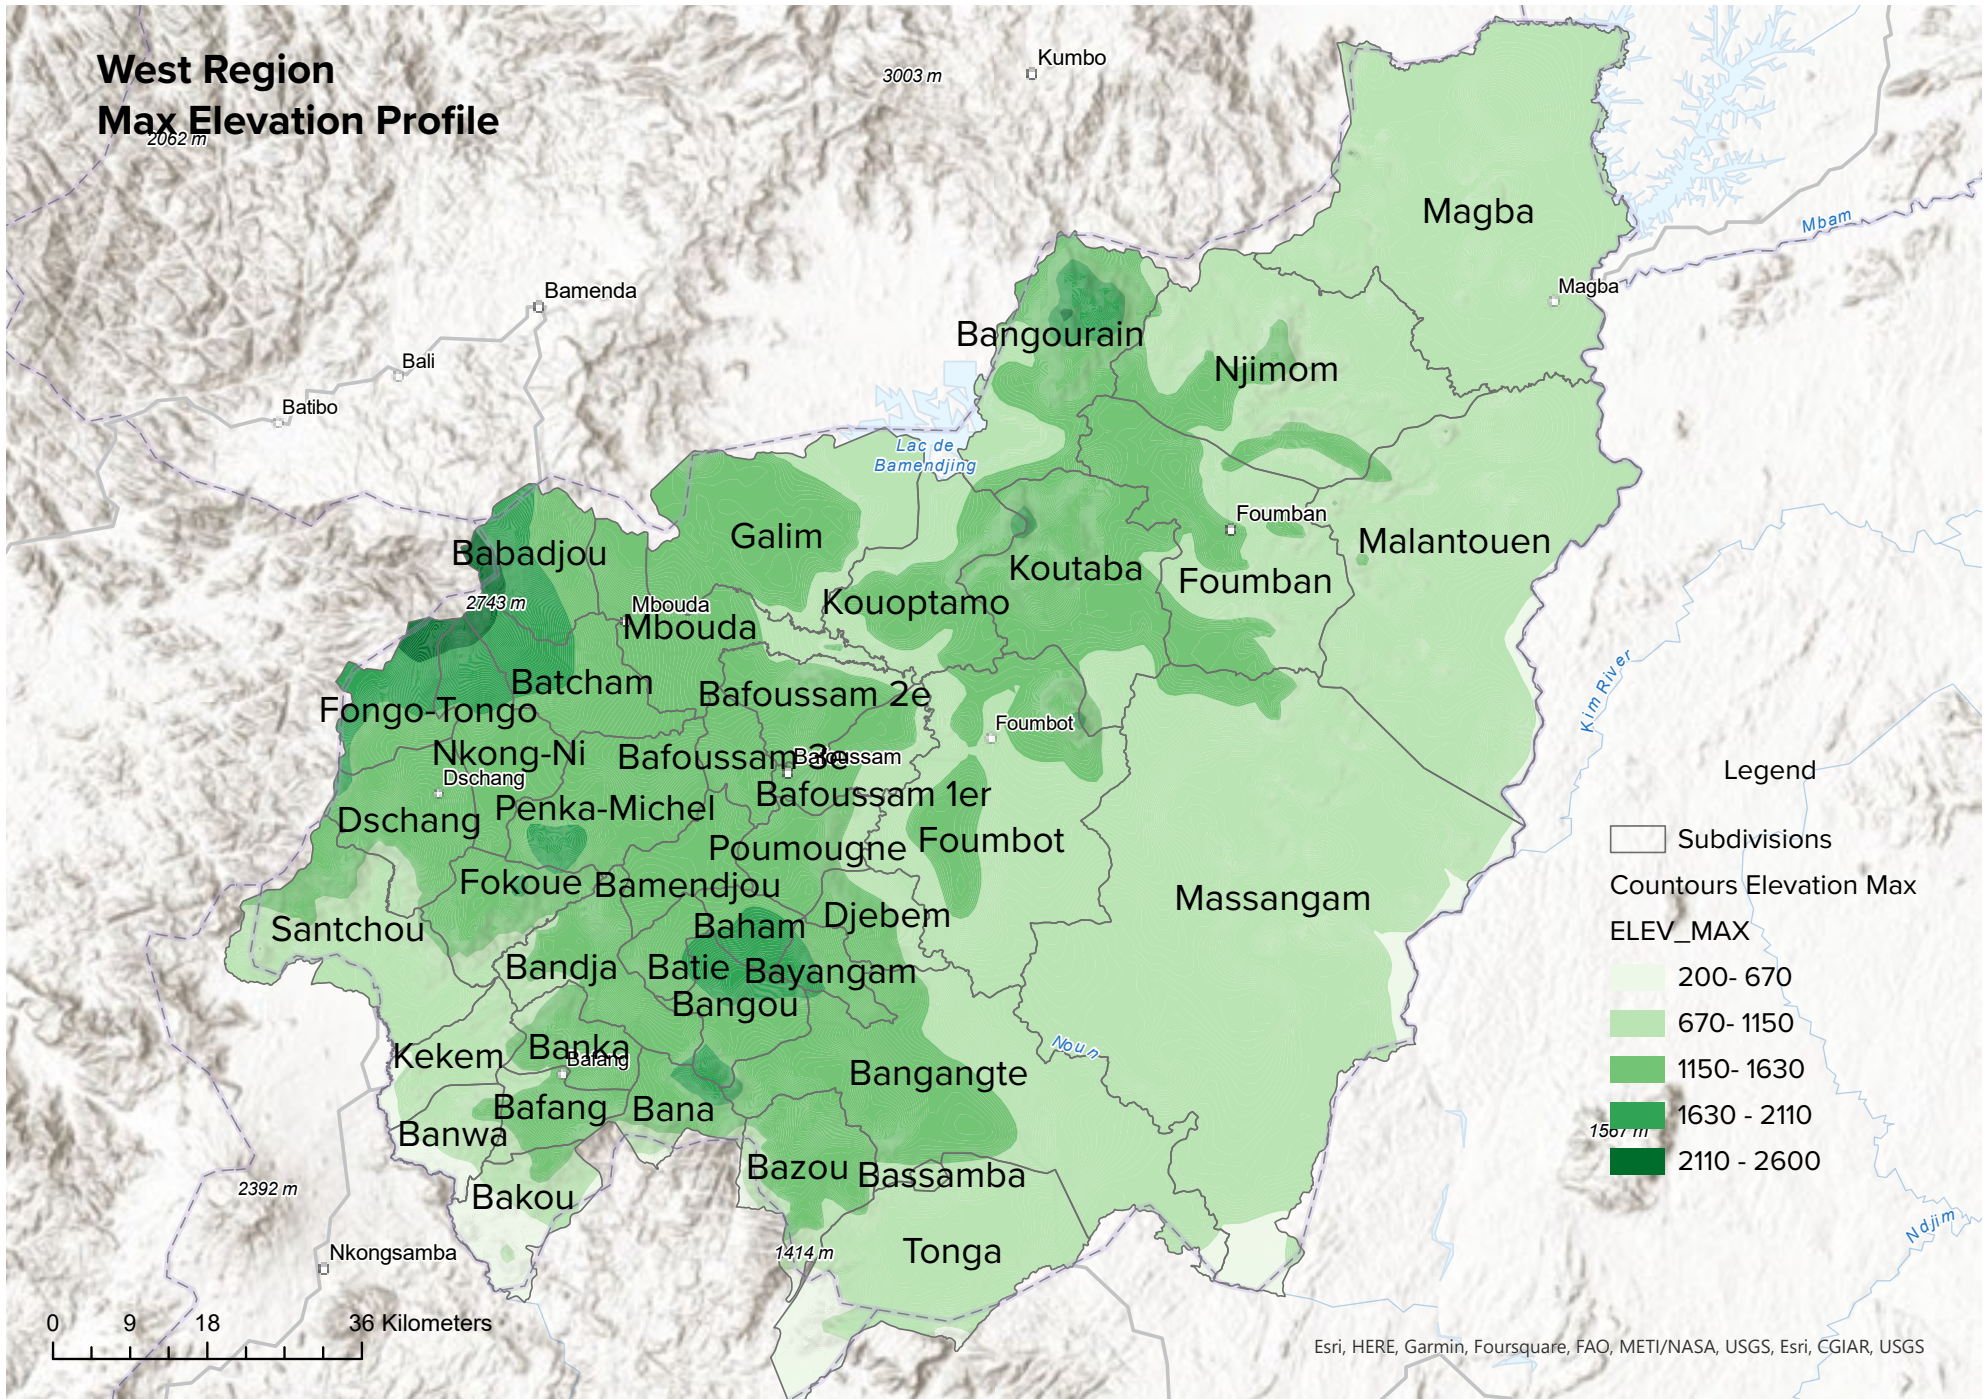 West Region
Max Elevation Profile
2062 m
3003 m
Kumbo
Magba
Mbam
Magba
Bamenda
Bangourain
Bali
Njimom
Batibo
Lac de
Bamendjing
Foumban
Galim
Malantouen
Babadjou
Koutaba
Foumban
2743 m
Mbouda
Kouoptamo
Mbouda
Batcham
Bafoussam 2e
Kim River
Fongo-Tongo
Foumbot
Nkong-Ni
Bafoussam 3e
Bafoussam
Dschang
Bafoussam 1er
Penka-Michel
Dschang
Foumbot
Poumougne
Fokoue
Bamendjou
Massangam
Djebem
Baham
Santchou
Bandja
Batie
Bayangam
Bangou
Noun
Banka
Kekem
Bafang
Bangangte
Bafang
Bana
Banwa
Bazou
Bassamba
2392 m
Bakou
Tonga
1414 m
Nkongsamba
Legend
Subdivisions
Countours Elevation Max
ELEV_MAX
200- 670
670- 1150
1150- 1630
1630 - 2110
1567 m
2110 - 2600
Ndjim
0 9 18 36 Kilometers
Esri, HERE, Garmin, Foursquare, FAO, METI/NASA, USGS, Esri, CGIAR, USGS